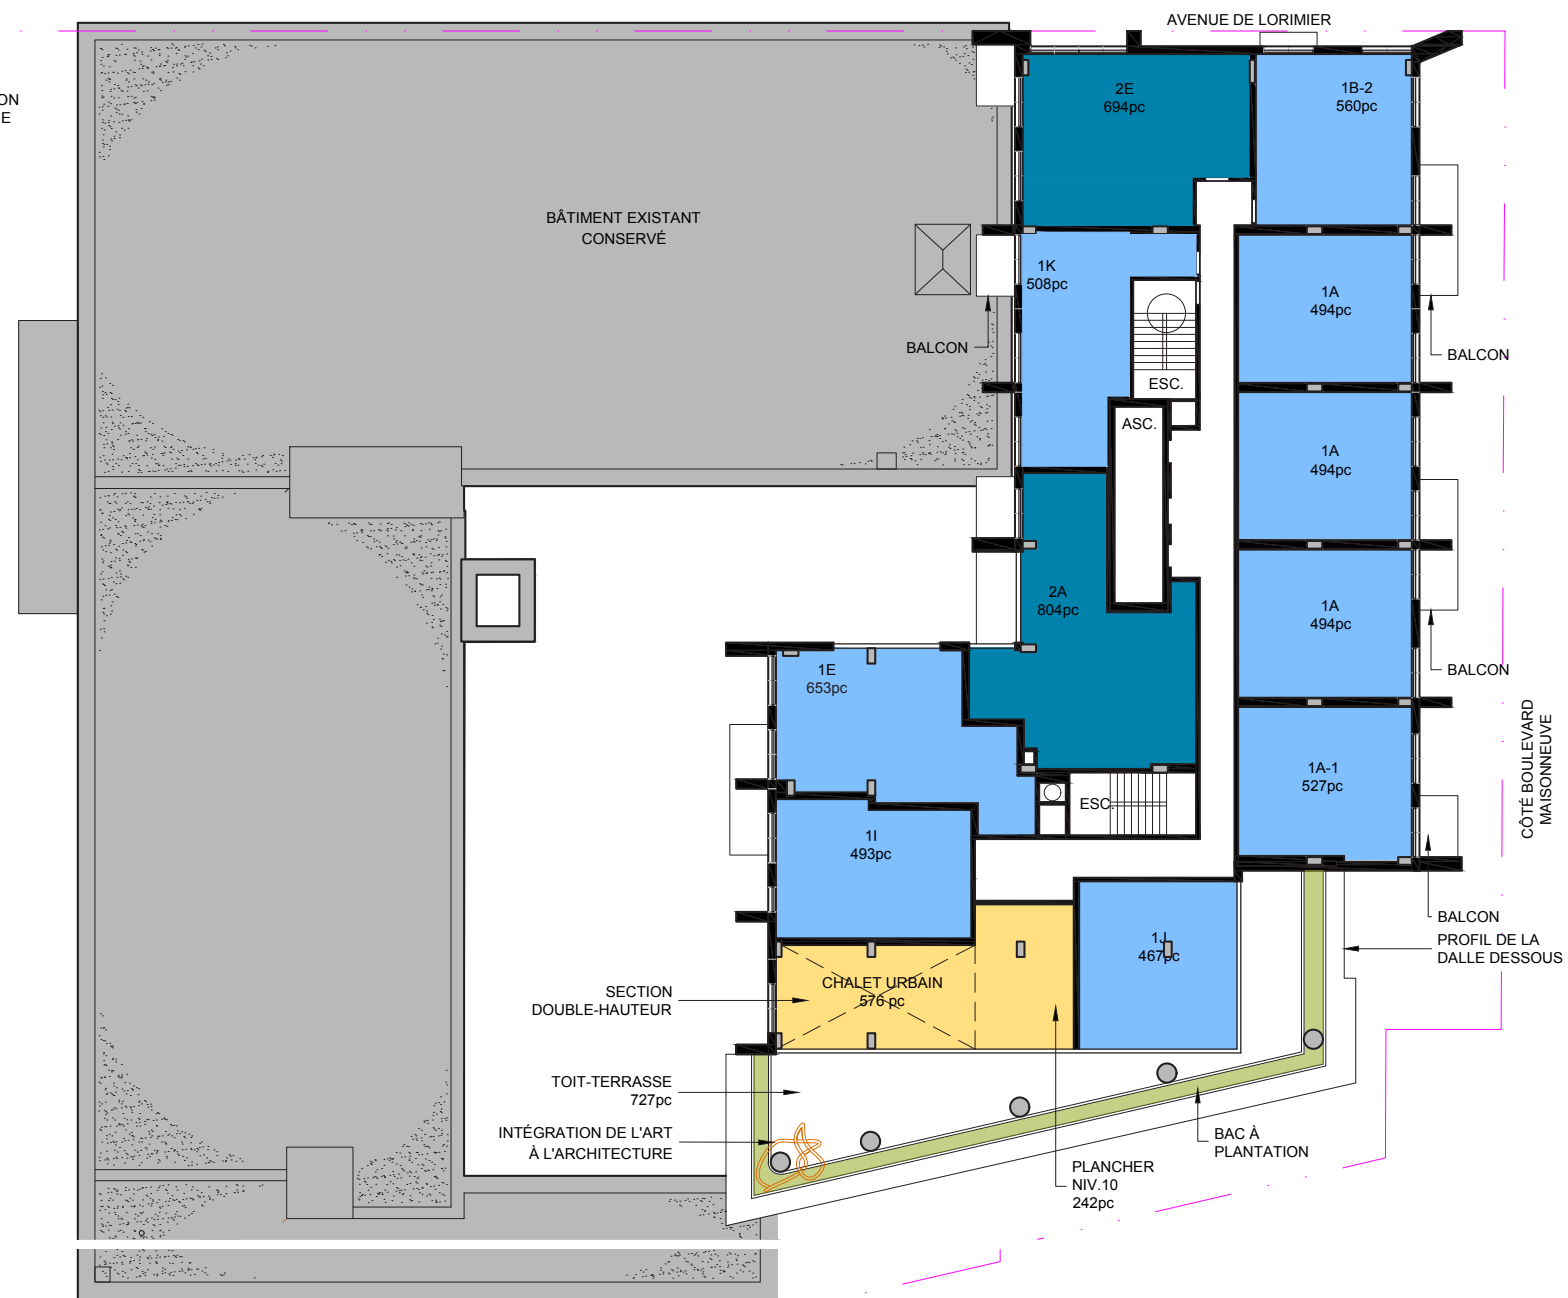 AVENUE DE LORIMIER
ON
E
2E
694pc
1B-2
560pc
BÂTIMENT EXISTANT
CONSERVÉ
1K
508pc
1A
494pc
BALCON
BALCON
ESC.
ASC.
1A
494pc
2A
804pc
1A
494pc
1E
653pc
BALCON
CÔTÉ BOULEVARD
MAISONNEUVE
1A-1
527pc
ESC.
1I
493pc
BALCON
1J
467pc
PROFIL DE LA
DALLE DESSOUS
CHALET URBAIN
576 pc
SECTION
DOUBLE-HAUTEUR
TOIT-TERRASSE
727pc
INTÉGRATION DE L'ART
À L'ARCHITECTURE
BAC À
PLANTATION
PLANCHER
NIV.10
242pc